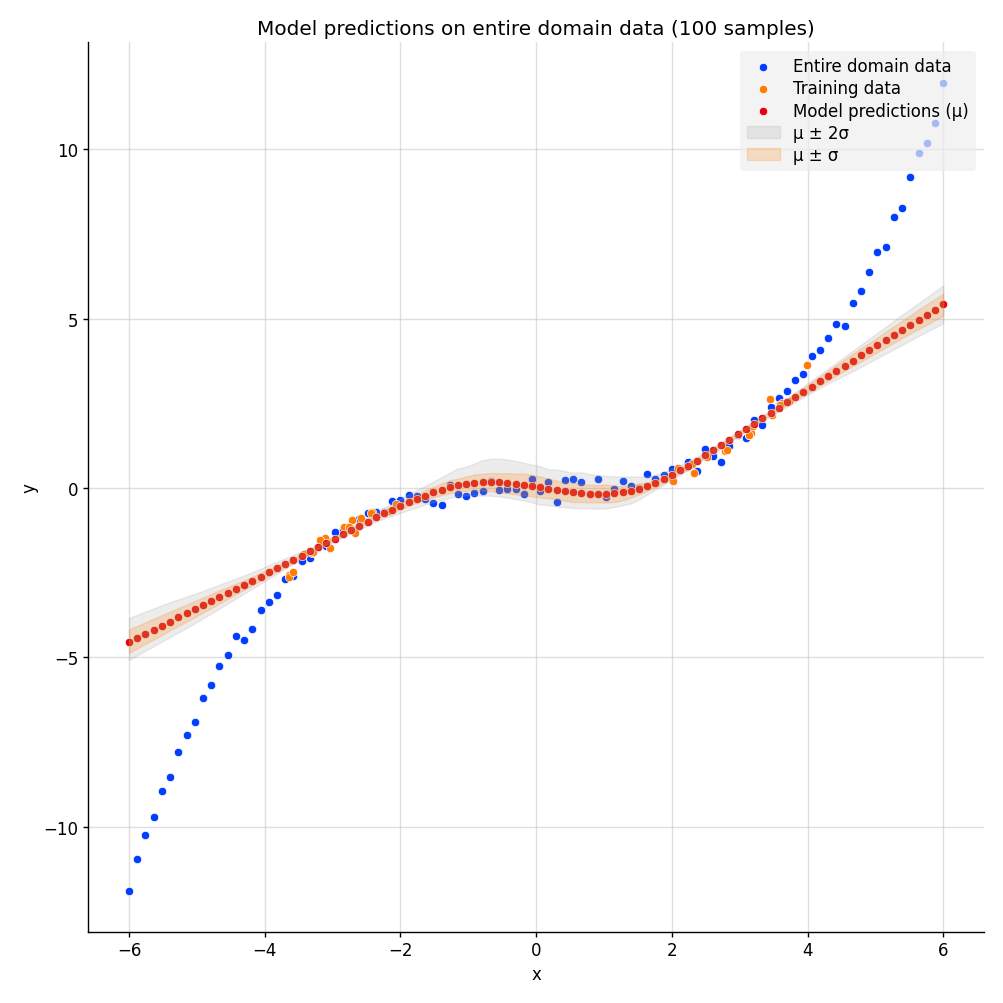 Model predictions on entire domain data (100 samples)
Entire domain data
Training data
Model predictions (μ)
μ ± 2σ
μ ± σ
10
5
0
−5
−10
y
−6
−4
−2
0
2
4
6
x